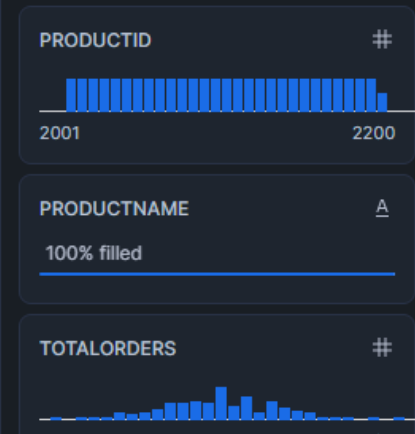 PRODUCTID #
2001 2200
PRODUCTNAME A
100% filled
TOTALORDERS #